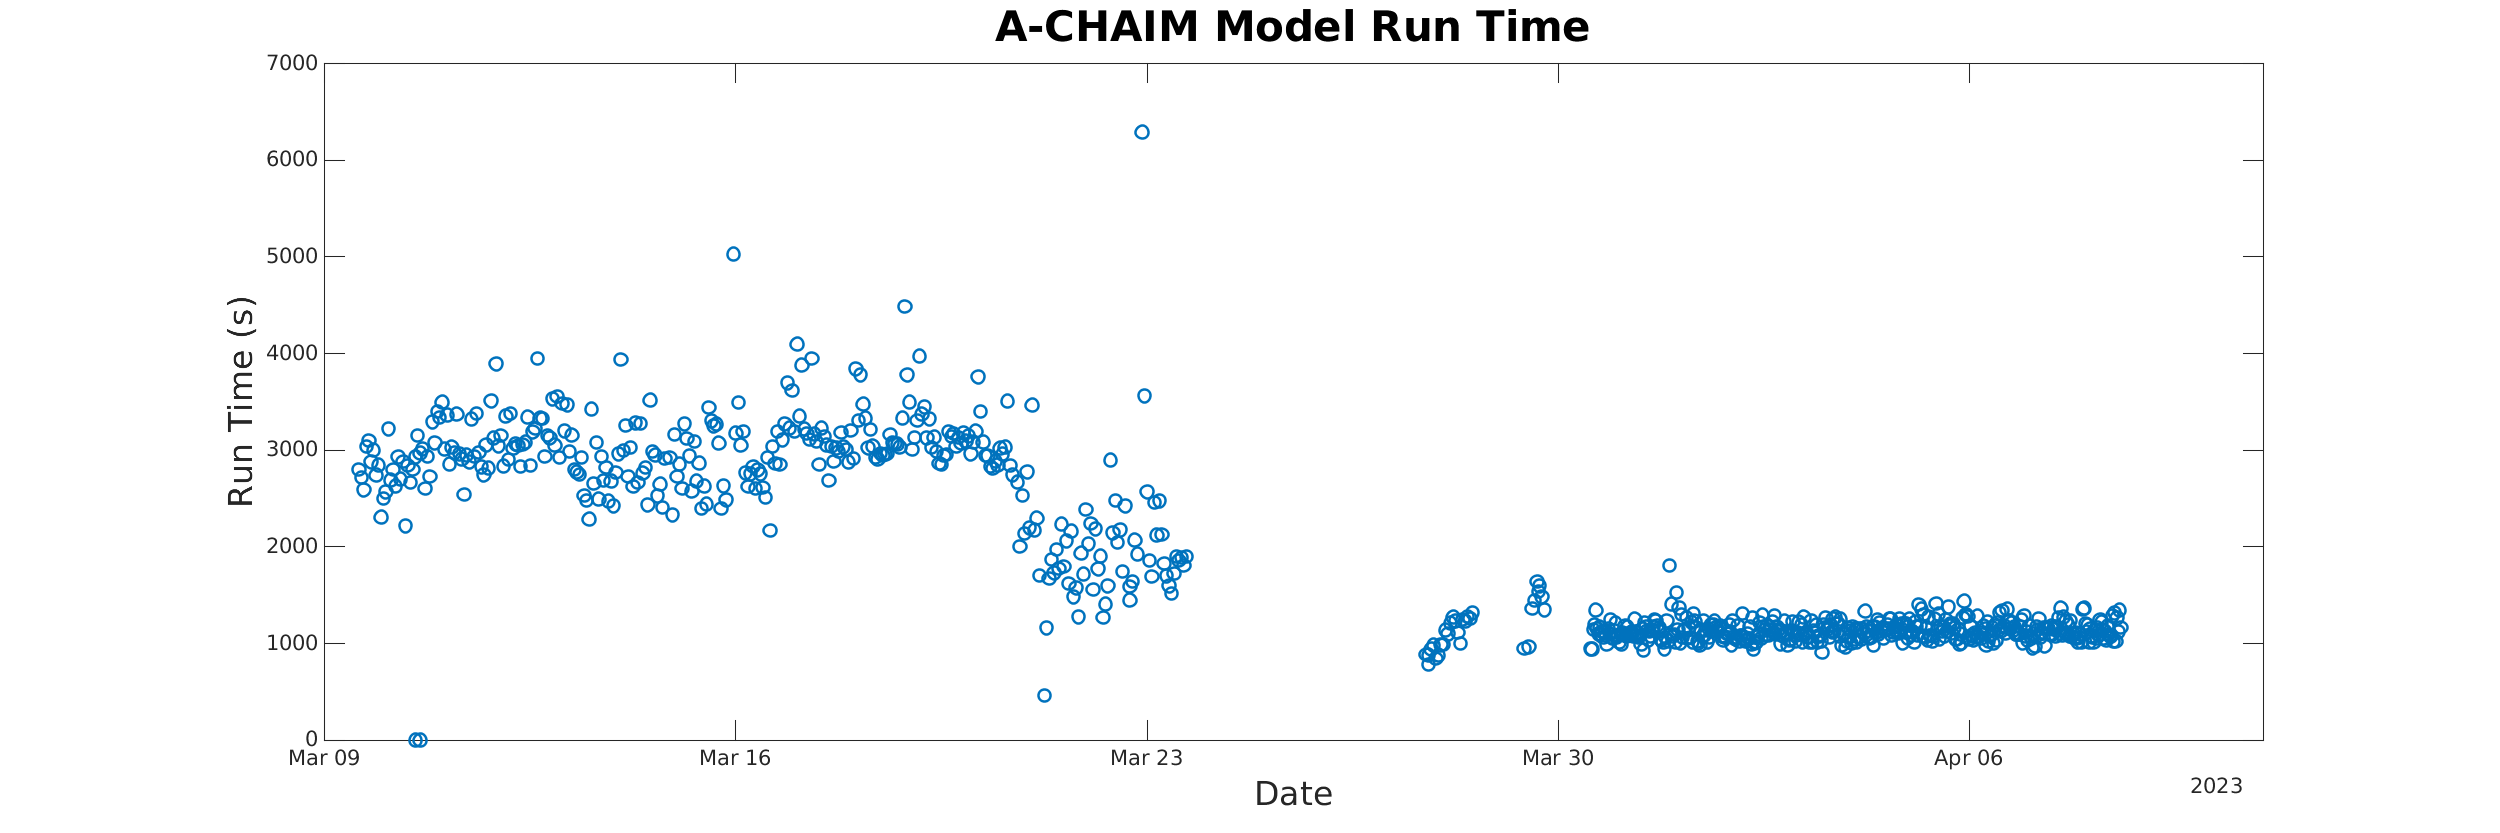 A-CHAIM Model Run Time
7000
6000
5000
4000
3000
2000
1000
0
Run Time (s)
Mar 09 Mar 16 Mar 23 Mar 30 Apr 06
Date
2023